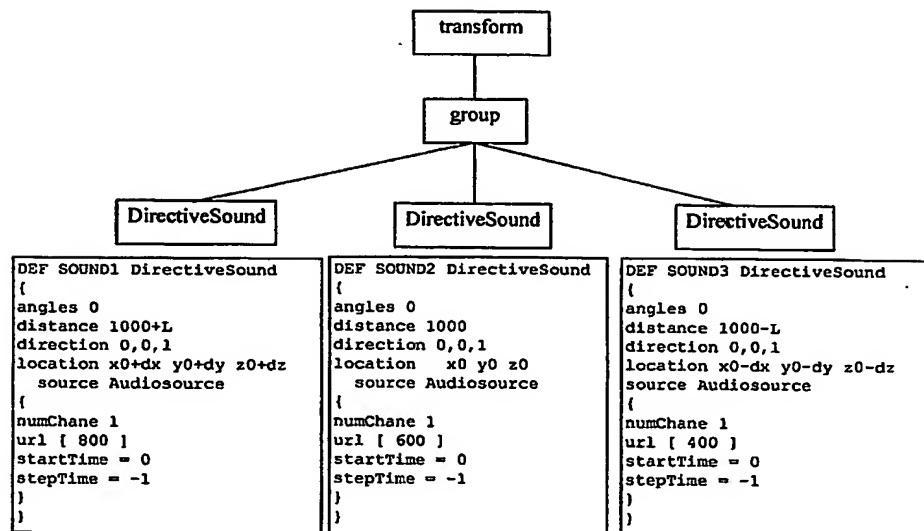 transform
group
DirectiveSound
DirectiveSound
DirectiveSound
DEF SOUND1 DirectiveSound
{
angles 0
distance 1000+L
direction 0,0,1
location x0+dx y0+dy z0+dz
source Audiosource
{
numChane 1
url [ 800 ]
startTime = 0
stepTime = -1
}
}
DEF SOUND2 DirectiveSound
{
angles 0
distance 1000
direction 0,0,1
location x0 y0 z0
source Audiosource
{
numChane 1
url [ 600 ]
startTime = 0
stepTime = -1
}
}
DEF SOUND3 DirectiveSound
{
angles 0
distance 1000-L
direction 0,0,1
location x0-dx y0-dy z0-dz
source Audiosource
{
numChane 1
url [ 400 ]
startTime = 0
stepTime = -1
}
}